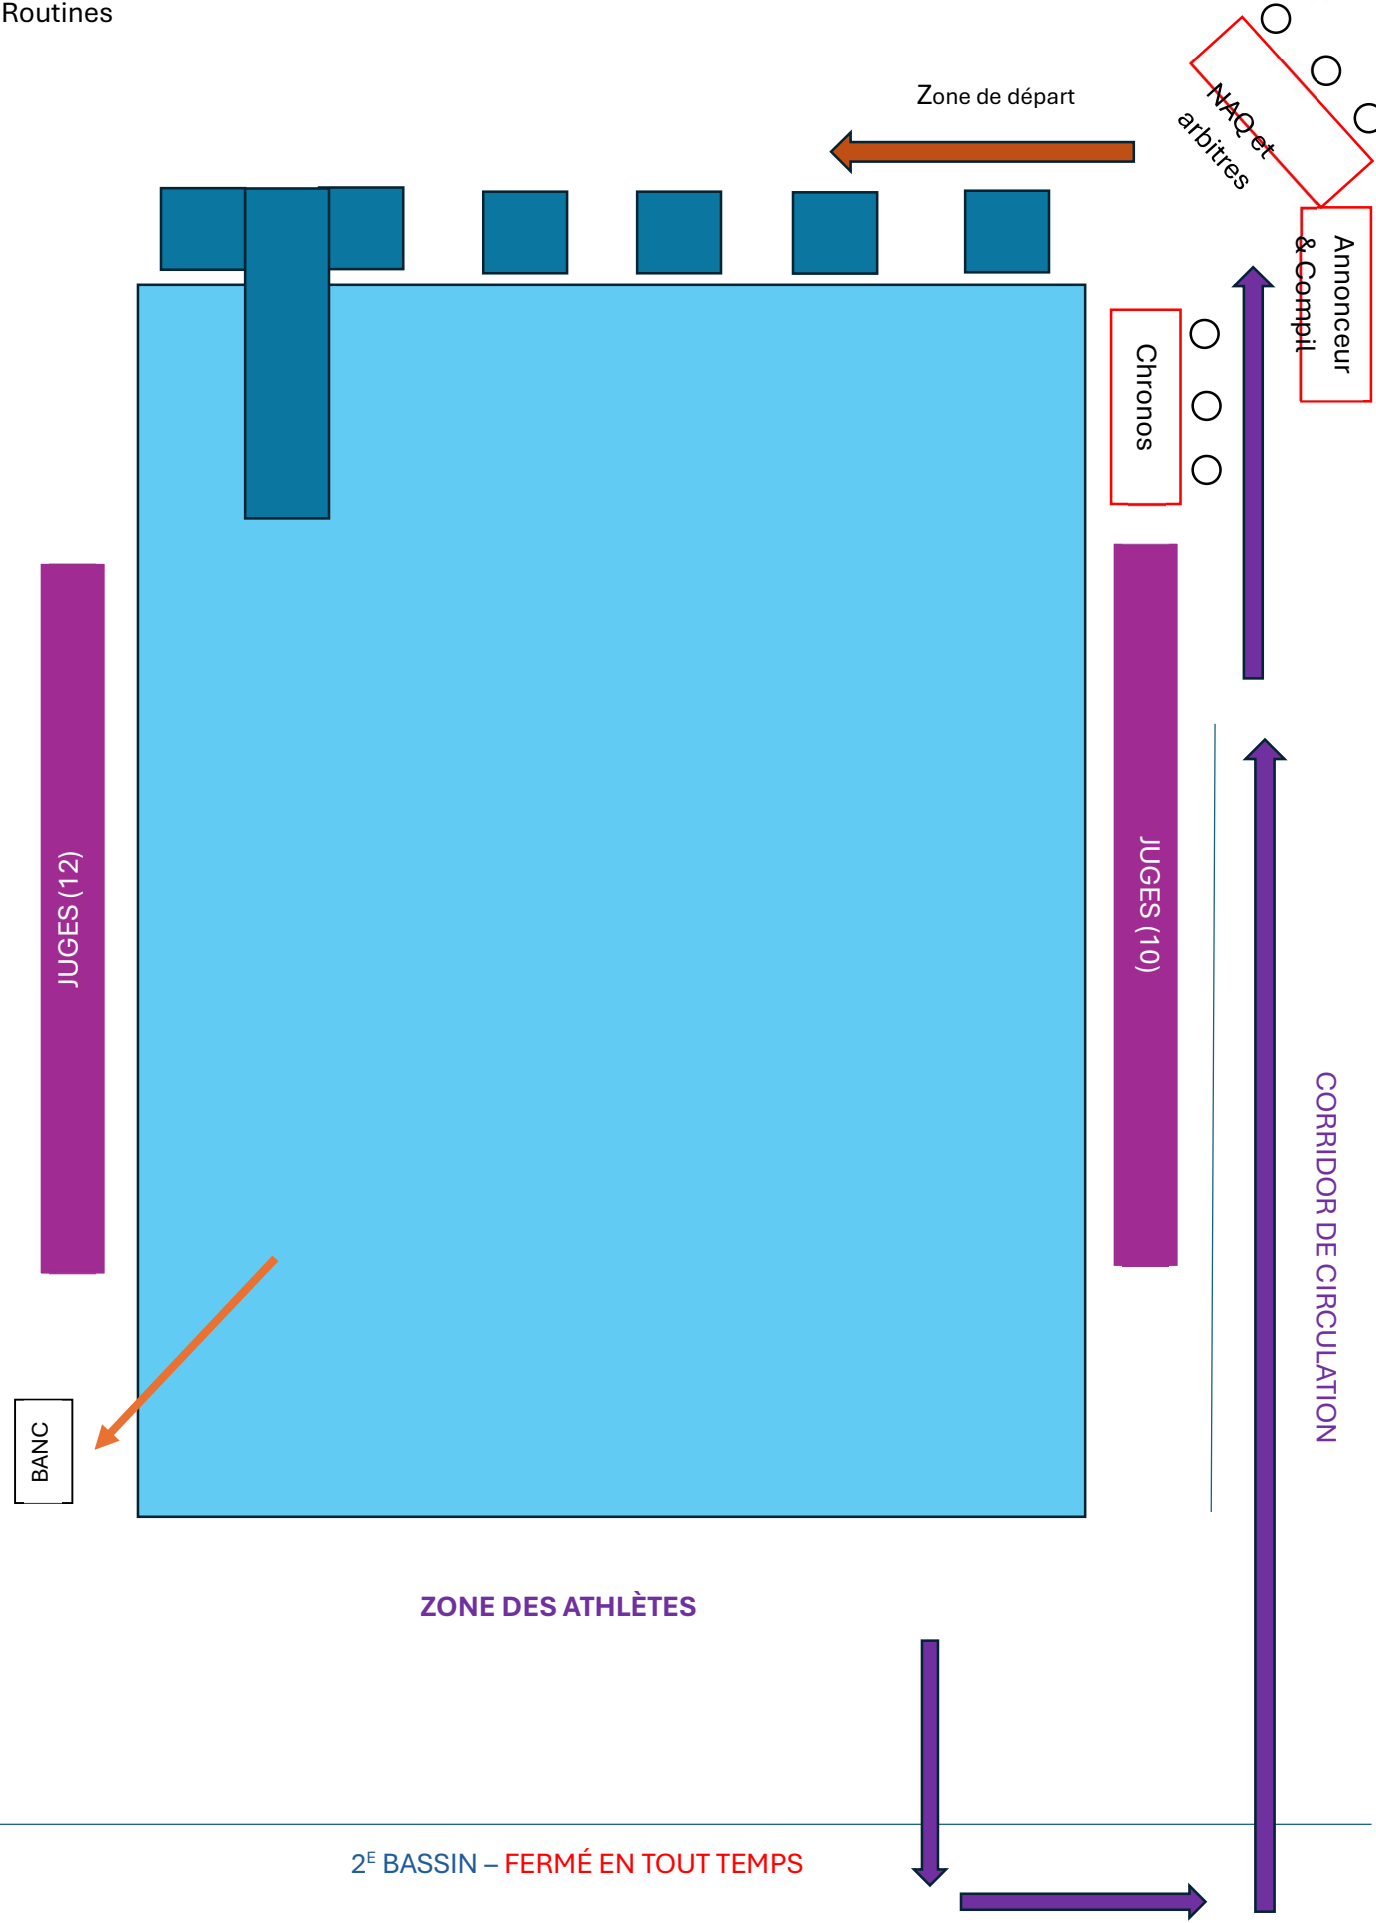 Routines
Zone de départ
NAQ et
arbitres
Annonceur
& Compil
Chronos
JUGES (12)
JUGES (10)
CORRIDOR DE CIRCULATION
BANC
ZONE DES ATHLÈTES
2E BASSIN – FERMÉ EN TOUT TEMPS